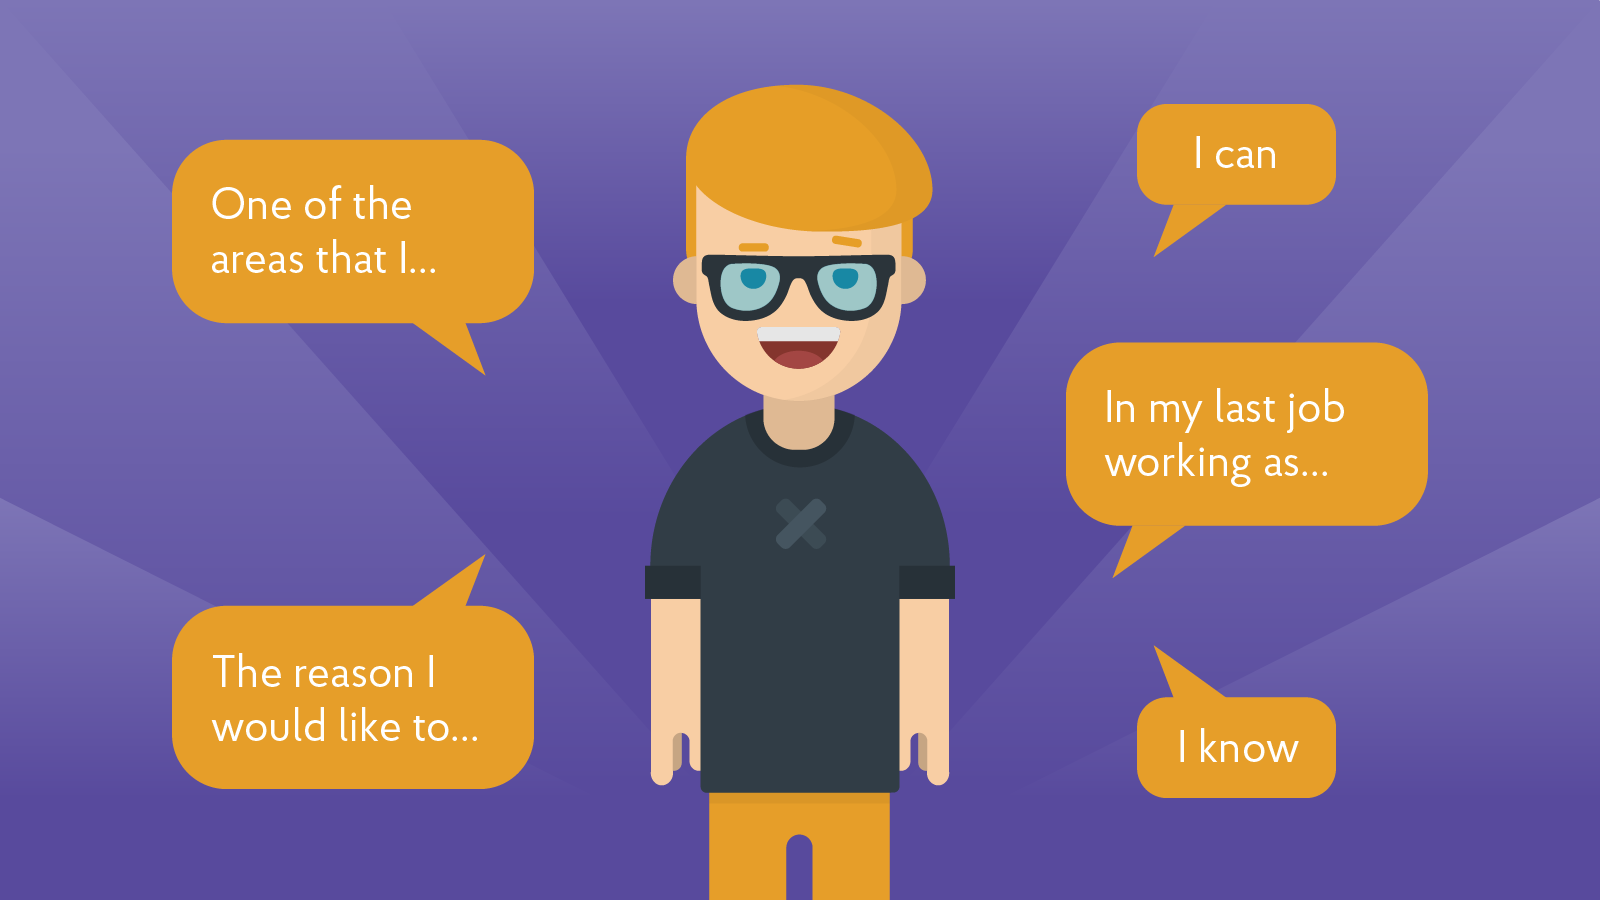 One of the
areas that I...
The reason I
would like to...
I can
In my last job
working as...
I know